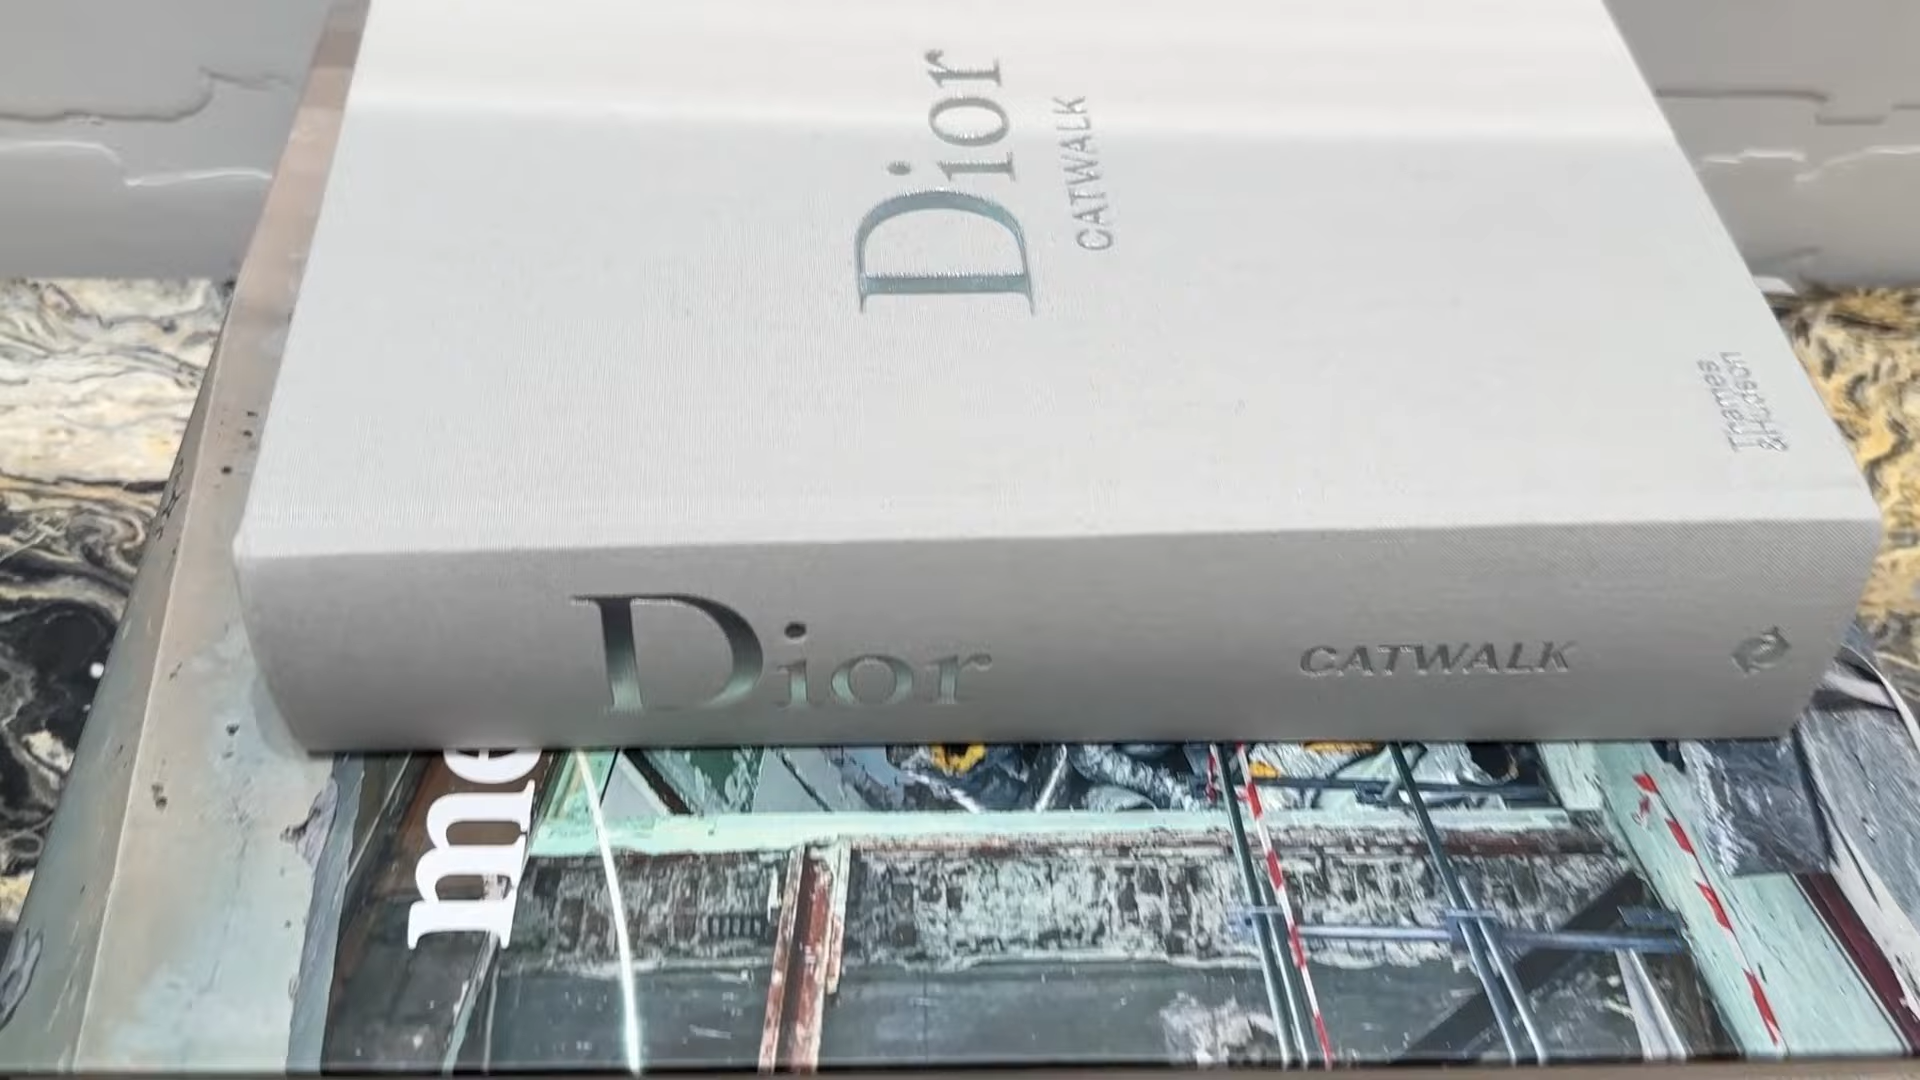 Dior
CATWALK
Thames
&Hudson
Dior
CATWALK
me